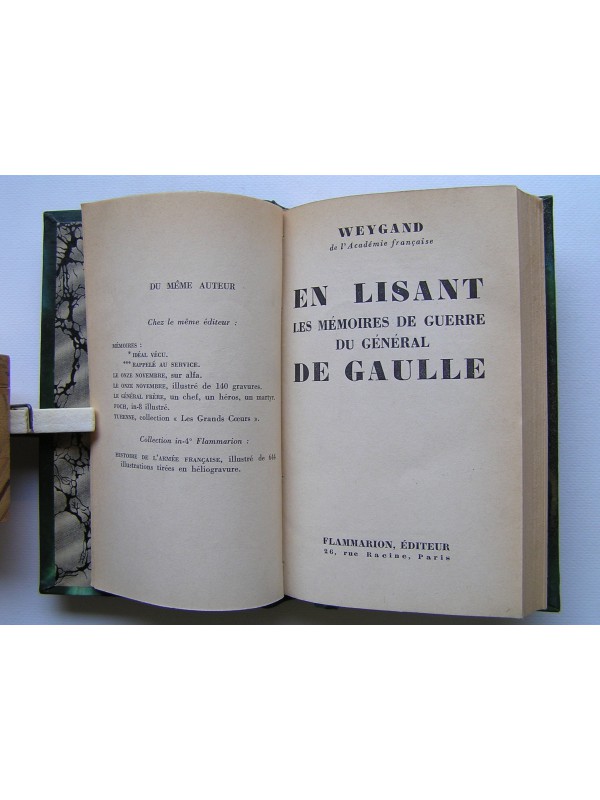 DU MÊME AUTEUR
Chez le même éditeur :
MÉMOIRES :
* IDÉAL VÉCU.
*** RAPPELÉ AU SERVICE.
LE ONZE NOVEMBRE, sur alfa.
LE ONZE NOVEMBRE, illustré de 140 gravures.
LE GÉNÉRAL FRÈRE, un chef, un héros, un martyr.
FOCH, in-8 illustré.
TURENNE, collection « Les Grands Cœurs ».
Collection in-4° Flammarion :
HISTOIRE DE L'ARMÉE FRANÇAISE, illustré de
illustrations tirées en héliogravure.
WEYGAND
de l'Académie française
EN LISANT
LES MÉMOIRES DE GUERRE
DU GÉNÉRAL
DE GAULLE
FLAMMARION, ÉDITEUR
26, rue Racine, Paris